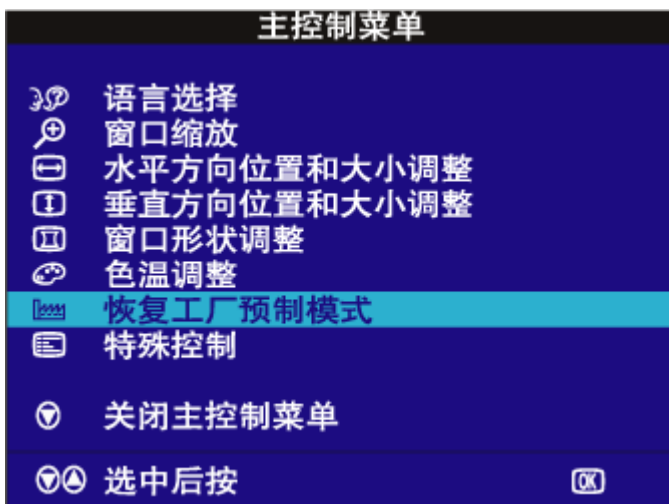 主控制菜单
语言选择
窗口缩放
水平方向位置和大小调整
垂直方向位置和大小调整
窗口形状调整
色温调整
恢复工厂预制模式
特殊控制
关闭主控制菜单
选中后按 OK